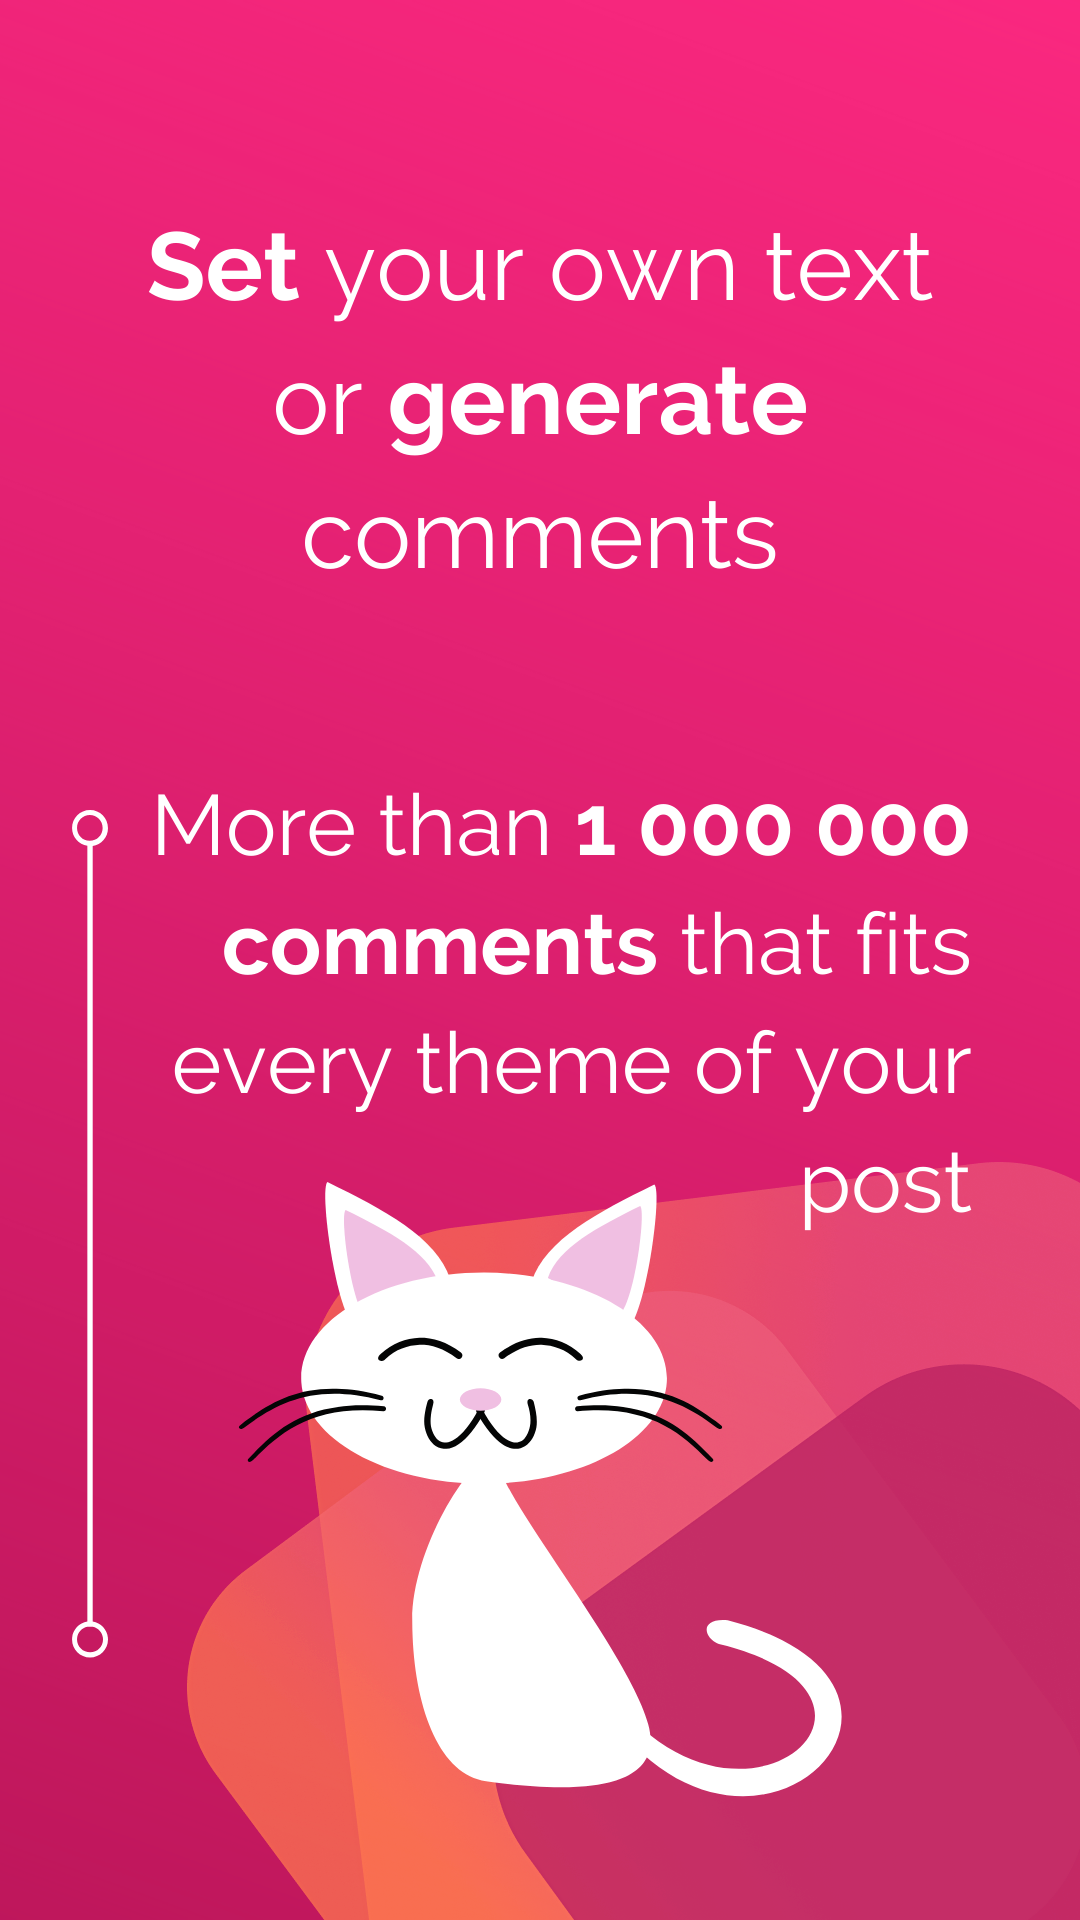 Set your own text
or generate
comments
More than 1 000 000
comments that fits
every theme of your
post